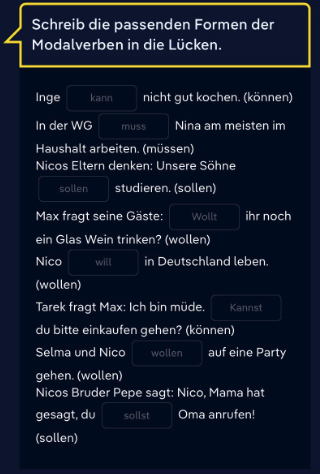 Schreib die passenden Formen der
Modalverben in die Lücken.
Inge kann nicht gut kochen. (können)
In der WG muss Nina am meisten im
Haushalt arbeiten. (müssen)
Nicos Eltern denken: Unsere Söhne
sollen studieren. (sollen)
Max fragt seine Gäste: Wollt ihr noch
ein Glas Wein trinken? (wollen)
Nico will in Deutschland leben.
(wollen)
Tarek fragt Max: Ich bin müde. Kannst
du bitte einkaufen gehen? (können)
Selma und Nico wollen auf eine Party
gehen. (wollen)
Nicos Bruder Pepe sagt: Nico, Mama hat
gesagt, du sollst Oma anrufen!
(sollen)